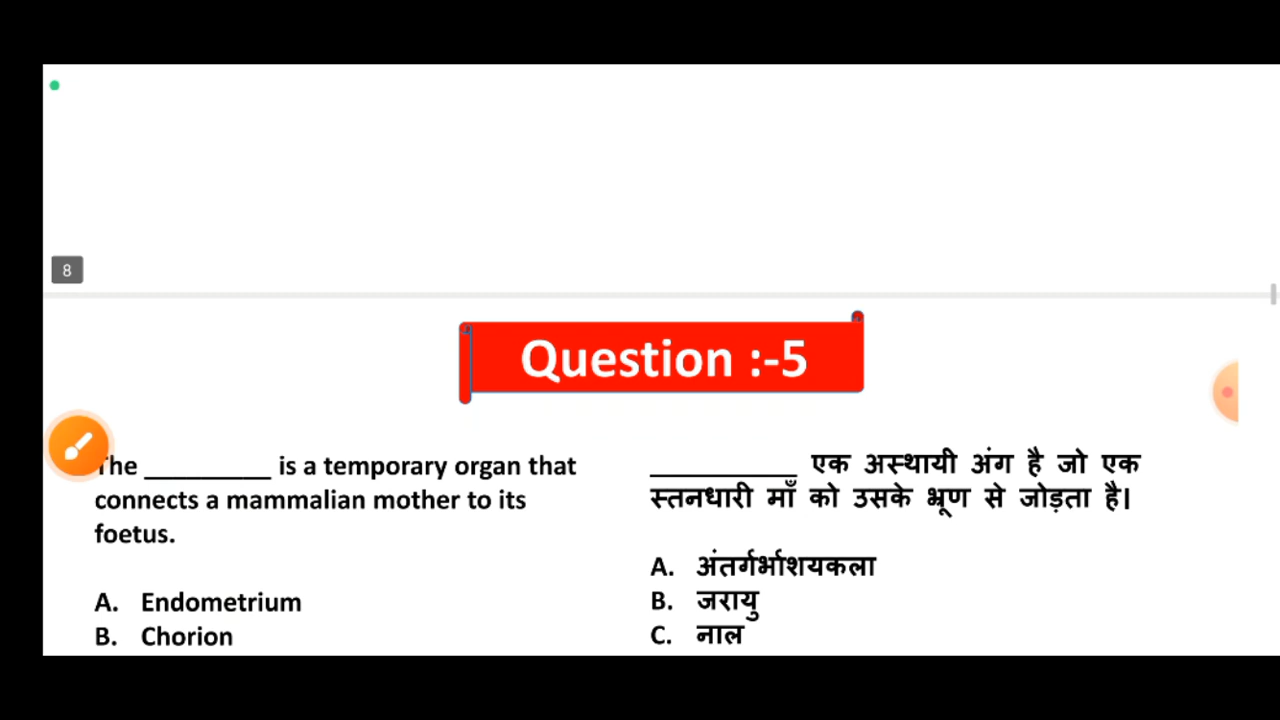 8
Question :-5
The _________ is a temporary organ that
connects a mammalian mother to its
foetus.
A. Endometrium
B. Chorion
__________ एक अस्थायी अंग है जो एक
स्तनधारी माँ को उसके भ्रूण से जोड़ता है।
A. अंतर्गर्भाशयकला
B. जरायु
C. नाल